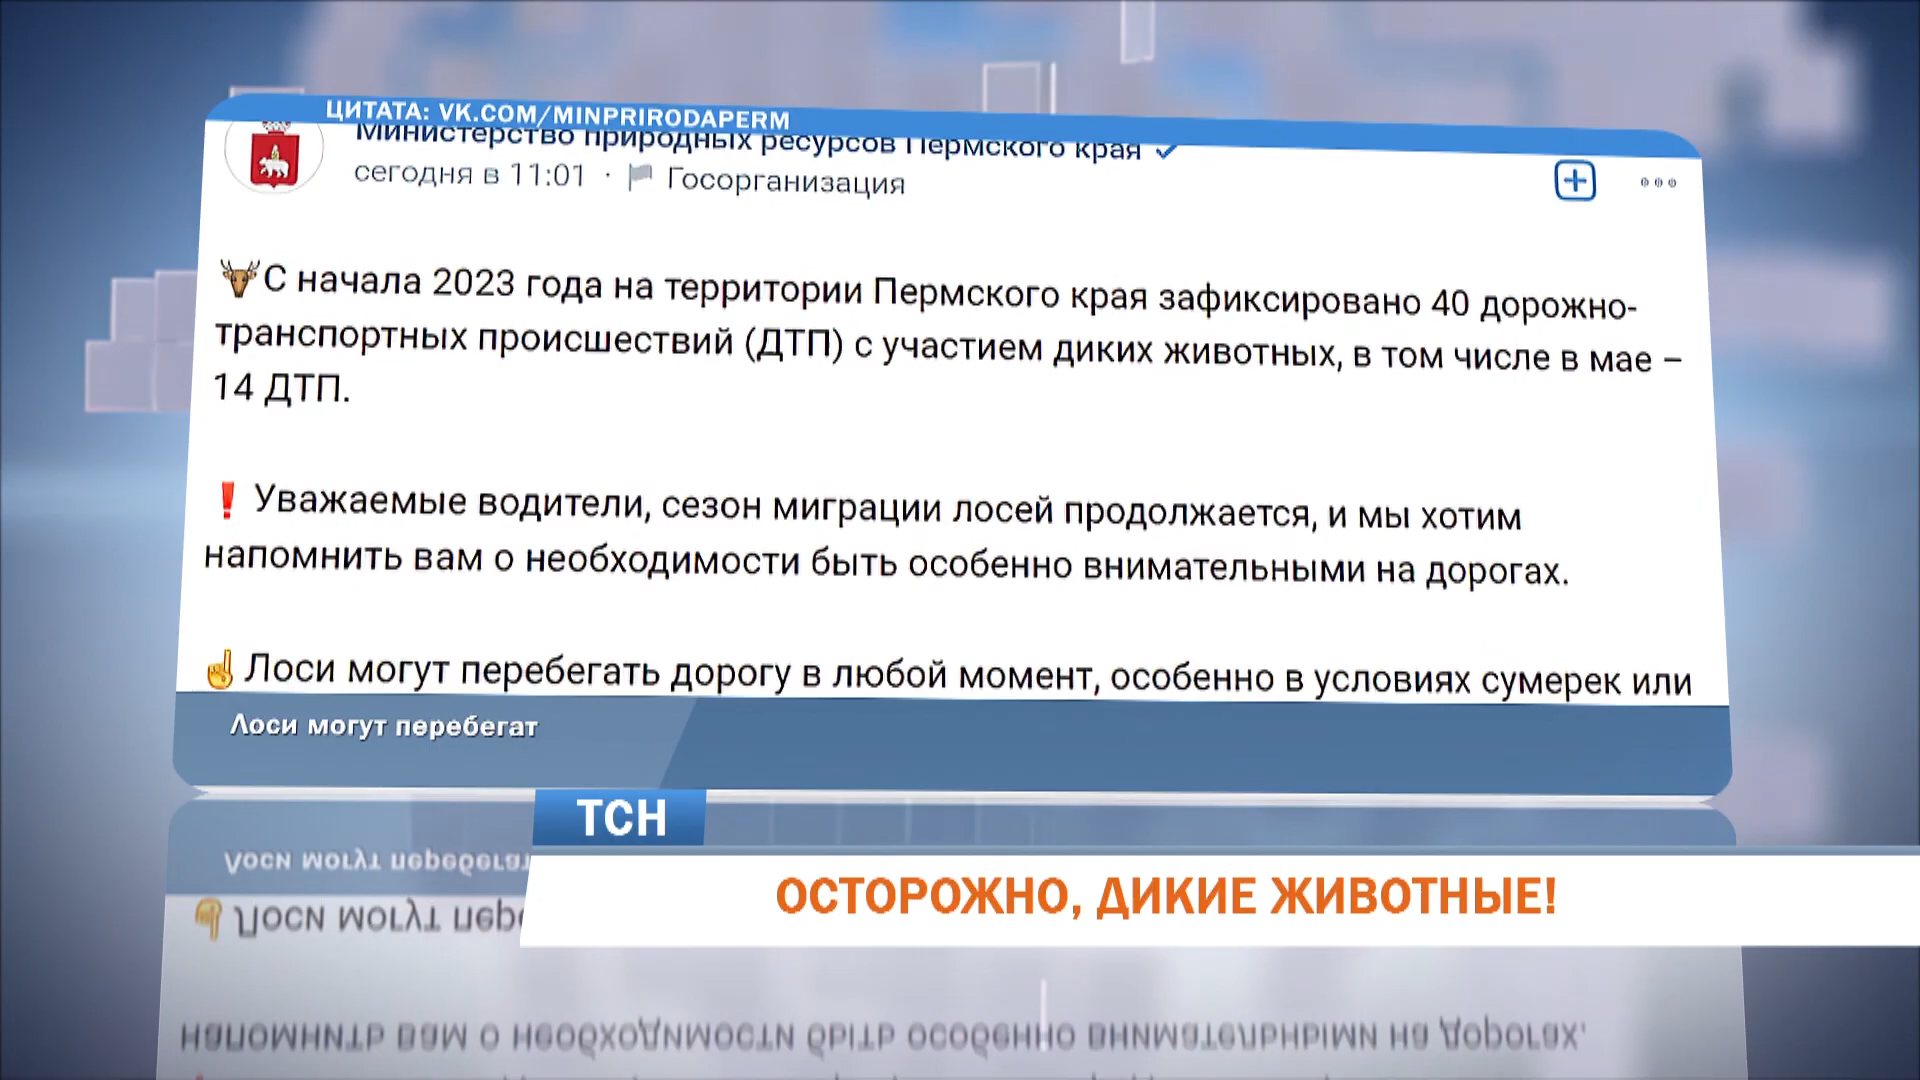 ЦИТАТА: VK.COM/MINPRIRODAPERM
Министерство природных ресурсов Пермского края
сегодня в 11:01 · Госорганизация
С начала 2023 года на территории Пермского края зафиксировано 40 дорожно-
транспортных происшествий (ДТП) с участием диких животных, в том числе в мае –
14 ДТП.
❗ Уважаемые водители, сезон миграции лосей продолжается, и мы хотим
напомнить вам о необходимости быть особенно внимательными на дорогах.
☝ Лоси могут перебегать дорогу в любой момент, особенно в условиях сумерек или
Лоси могут перебегат
ТСН
ОСТОРОЖНО, ДИКИЕ ЖИВОТНЫЕ!